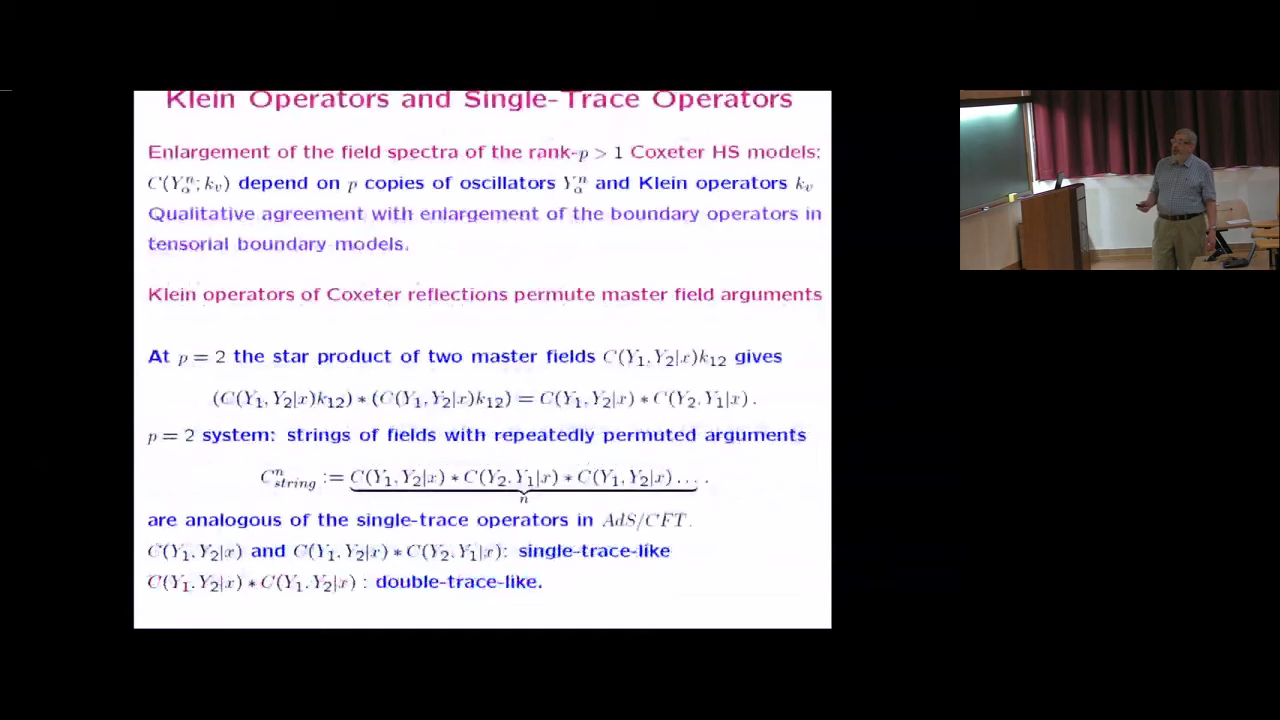 Klein Operators and Single-Trace Operators
Enlargement of the field spectra of the rank-p > 1 Coxeter HS models:
C(Y_α^n; k_v) depend on p copies of oscillators Y_α^n and Klein operators k_v
Qualitative agreement with enlargement of the boundary operators in
tensorial boundary models.
Klein operators of Coxeter reflections permute master field arguments
At p = 2 the star product of two master fields C(Y_1, Y_2|x)k_12 gives
(C(Y_1, Y_2|x)k_12) * (C(Y_1, Y_2|x)k_12) = C(Y_1, Y_2|x) * C(Y_2, Y_1|x) .
p = 2 system: strings of fields with repeatedly permuted arguments
C_string^n := C(Y_1, Y_2|x) * C(Y_2, Y_1|x) * C(Y_1, Y_2|x) ... .
n
are analogous of the single-trace operators in AdS/CFT.
C(Y_1, Y_2|x) and C(Y_1, Y_2|x) * C(Y_2, Y_1|x): single-trace-like
C(Y_1, Y_2|x) * C(Y_1, Y_2|x) : double-trace-like.